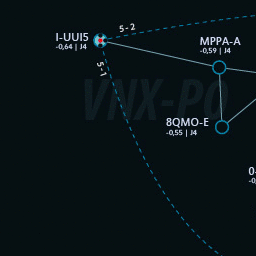 5 - 2
I-UUI5
-0,64 | J4
MPPA-A
-0,59 | J4
5 - 1
VNX-PO
8QMO-E
-0,55 | J4